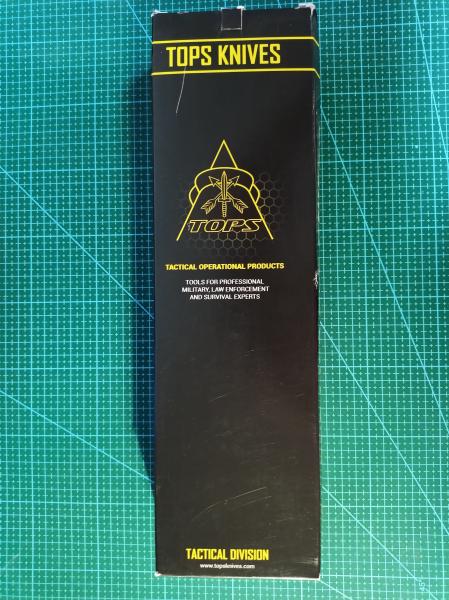 TOPS KNIVES
TOPS
TACTICAL OPERATIONAL PRODUCTS
TOOLS FOR PROFESSIONAL
MILITARY, LAW ENFORCEMENT
AND SURVIVAL EXPERTS
TACTICAL DIVISION
www.topsknives.com